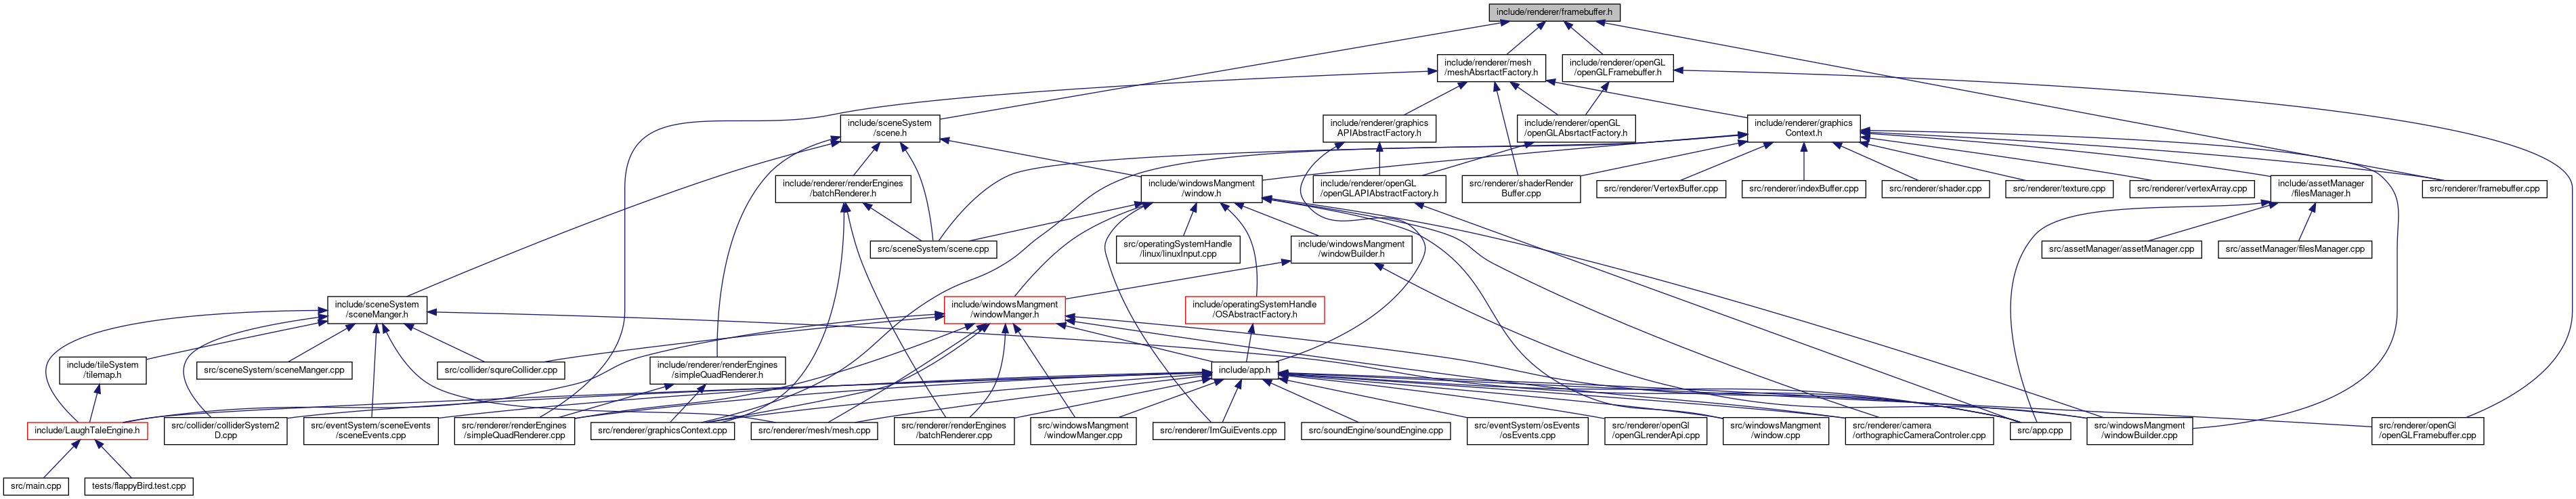 include/renderer/framebuffer.h
include/renderer/mesh
/meshAbsrtactFactory.h
include/renderer/openGL
/openGLFramebuffer.h
include/sceneSystem
/scene.h
include/renderer/graphics
APIAbstractFactory.h
include/renderer/openGL
/openGLAbsrtactFactory.h
include/renderer/graphics
Context.h
include/renderer/renderEngines
/batchRenderer.h
include/windowsMangment
/window.h
include/renderer/openGL
/openGLAPIAbstractFactory.h
src/renderer/shaderRender
Buffer.cpp
src/renderer/VertexBuffer.cpp
src/renderer/indexBuffer.cpp
src/renderer/shader.cpp
src/renderer/texture.cpp
src/renderer/vertexArray.cpp
include/assetManager
/filesManager.h
src/renderer/framebuffer.cpp
src/sceneSystem/scene.cpp
src/operatingSystemHandle
/linux/linuxInput.cpp
include/windowsMangment
/windowBuilder.h
src/assetManager/assetManager.cpp
src/assetManager/filesManager.cpp
include/sceneSystem
/sceneManger.h
include/windowsMangment
/windowManger.h
include/operatingSystemHandle
/OSAbstractFactory.h
include/tileSystem
/tilemap.h
src/sceneSystem/sceneManger.cpp
src/collider/squreCollider.cpp
include/renderer/renderEngines
/simpleQuadRenderer.h
include/app.h
include/LaughTaleEngine.h
src/collider/colliderSystem2
D.cpp
src/eventSystem/sceneEvents
/sceneEvents.cpp
src/renderer/renderEngines
/simpleQuadRenderer.cpp
src/renderer/graphicsContext.cpp
src/renderer/mesh/mesh.cpp
src/renderer/renderEngines
/batchRenderer.cpp
src/windowsMangment
/windowManger.cpp
src/renderer/ImGuiEvents.cpp
src/soundEngine/soundEngine.cpp
src/eventSystem/osEvents
/osEvents.cpp
src/renderer/openGl
/openGLrenderApi.cpp
src/windowsMangment
/window.cpp
src/renderer/camera
/orthographicCameraControler.cpp
src/app.cpp
src/windowsMangment
/windowBuilder.cpp
src/renderer/openGl
/openGLFramebuffer.cpp
src/main.cpp
tests/flappyBird.test.cpp